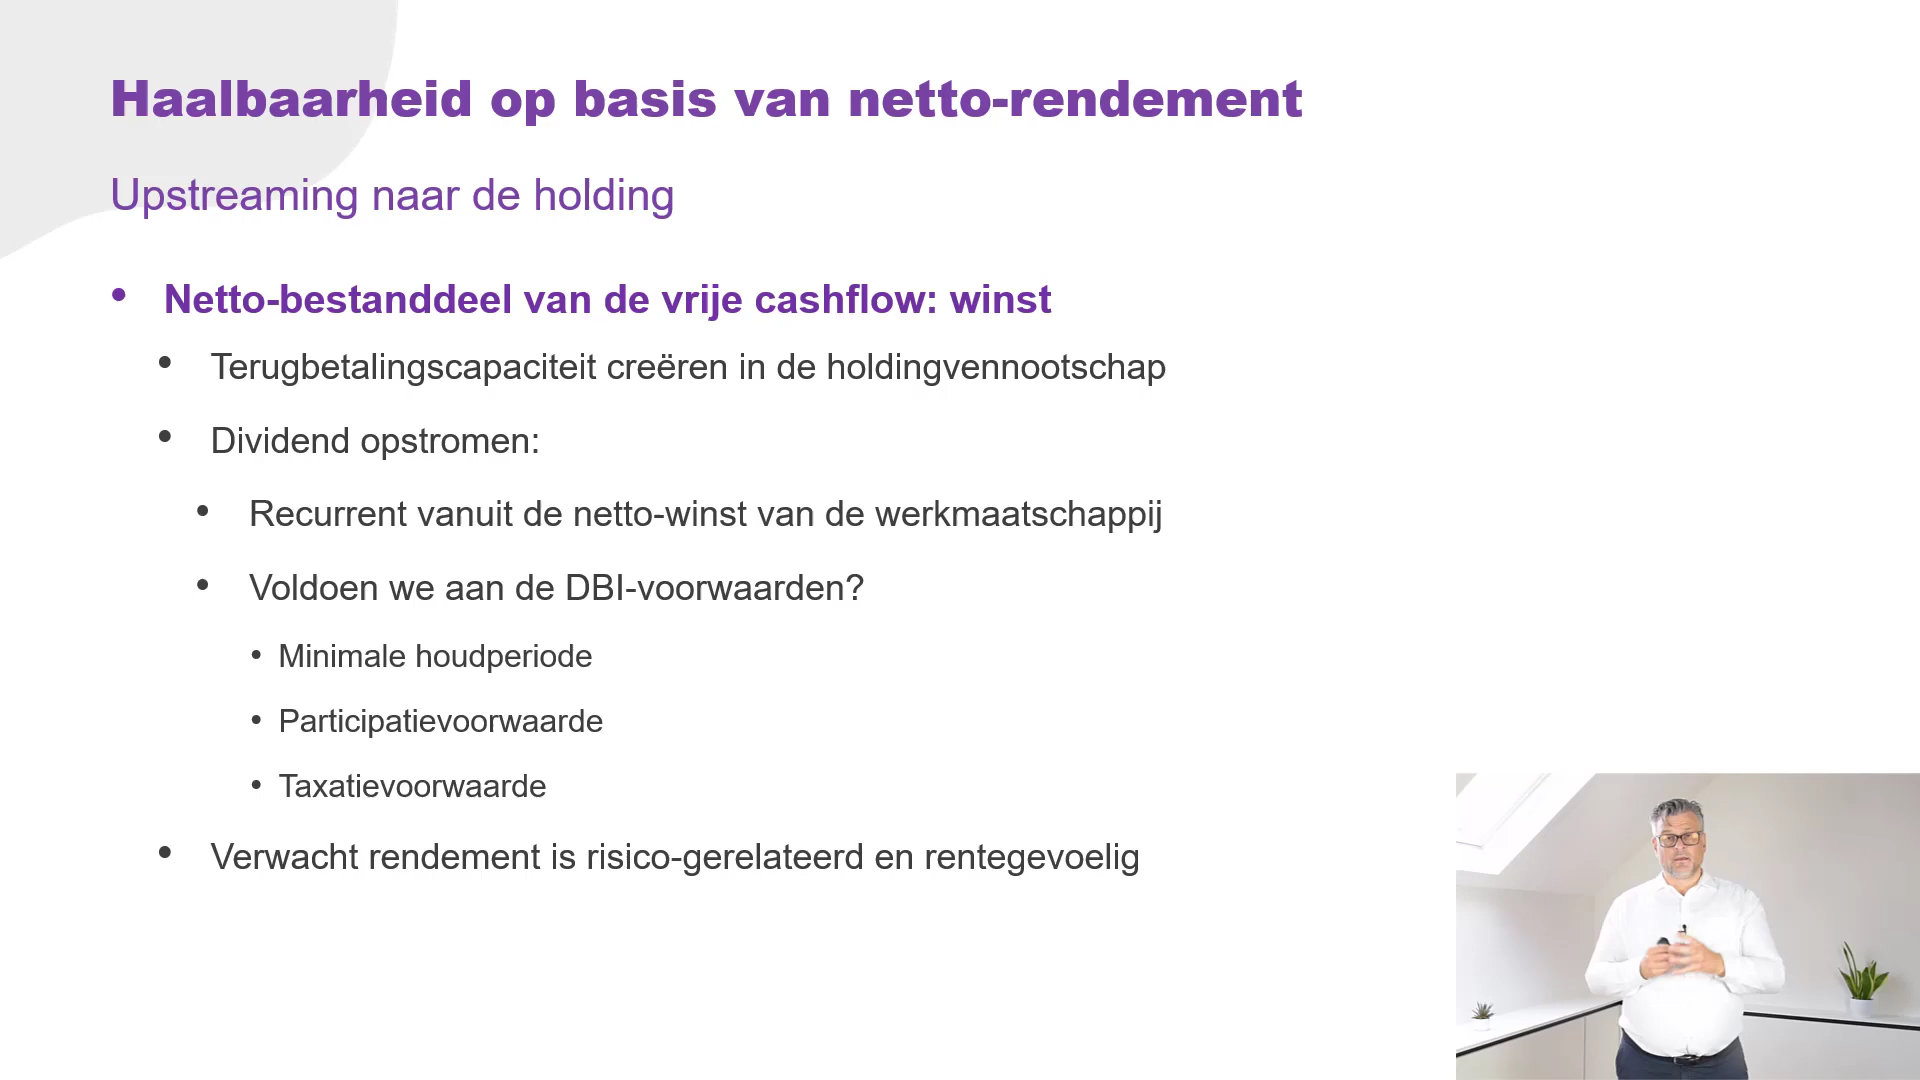 Haalbaarheid op basis van netto-rendement
Upstreaming naar de holding
• Netto-bestanddeel van de vrije cashflow: winst
• Terugbetalingscapaciteit creëren in de holdingvennootschap
• Dividend opstromen:
• Recurrent vanuit de netto-winst van de werkmaatschappij
• Voldoen we aan de DBI-voorwaarden?
• Minimale houdperiode
• Participatievoorwaarde
• Taxatievoorwaarde
• Verwacht rendement is risico-gerelateerd en rentegevoelig